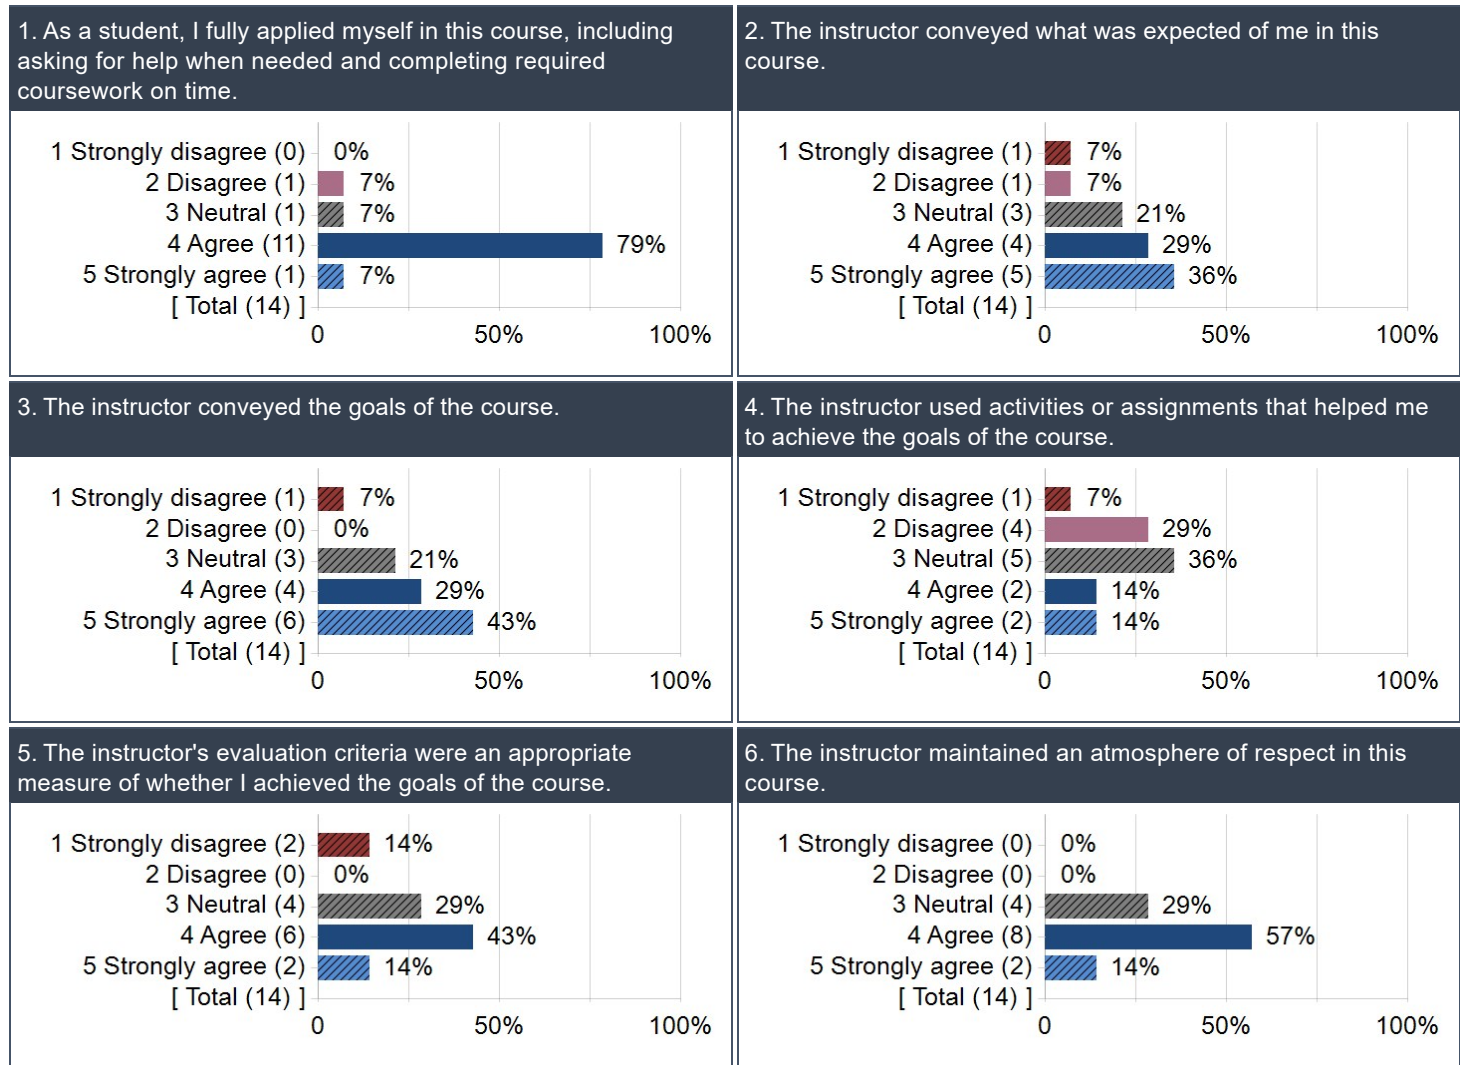 1. As a student, I fully applied myself in this course, including
asking for help when needed and completing required
coursework on time.
1 Strongly disagree (0) 0%
2 Disagree (1) 7%
3 Neutral (1) 7%
4 Agree (11) 79%
5 Strongly agree (1) 7%
[ Total (14) ]
0 50% 100%
2. The instructor conveyed what was expected of me in this
course.
1 Strongly disagree (1) 7%
2 Disagree (1) 7%
3 Neutral (3) 21%
4 Agree (4) 29%
5 Strongly agree (5) 36%
[ Total (14) ]
0 50% 100%
3. The instructor conveyed the goals of the course.
1 Strongly disagree (1) 7%
2 Disagree (0) 0%
3 Neutral (3) 21%
4 Agree (4) 29%
5 Strongly agree (6) 43%
[ Total (14) ]
0 50% 100%
4. The instructor used activities or assignments that helped me
to achieve the goals of the course.
1 Strongly disagree (1) 7%
2 Disagree (4) 29%
3 Neutral (5) 36%
4 Agree (2) 14%
5 Strongly agree (2) 14%
[ Total (14) ]
0 50% 100%
5. The instructor's evaluation criteria were an appropriate
measure of whether I achieved the goals of the course.
1 Strongly disagree (2) 14%
2 Disagree (0) 0%
3 Neutral (4) 29%
4 Agree (6) 43%
5 Strongly agree (2) 14%
[ Total (14) ]
0 50% 100%
6. The instructor maintained an atmosphere of respect in this
course.
1 Strongly disagree (0) 0%
2 Disagree (0) 0%
3 Neutral (4) 29%
4 Agree (8) 57%
5 Strongly agree (2) 14%
[ Total (14) ]
0 50% 100%